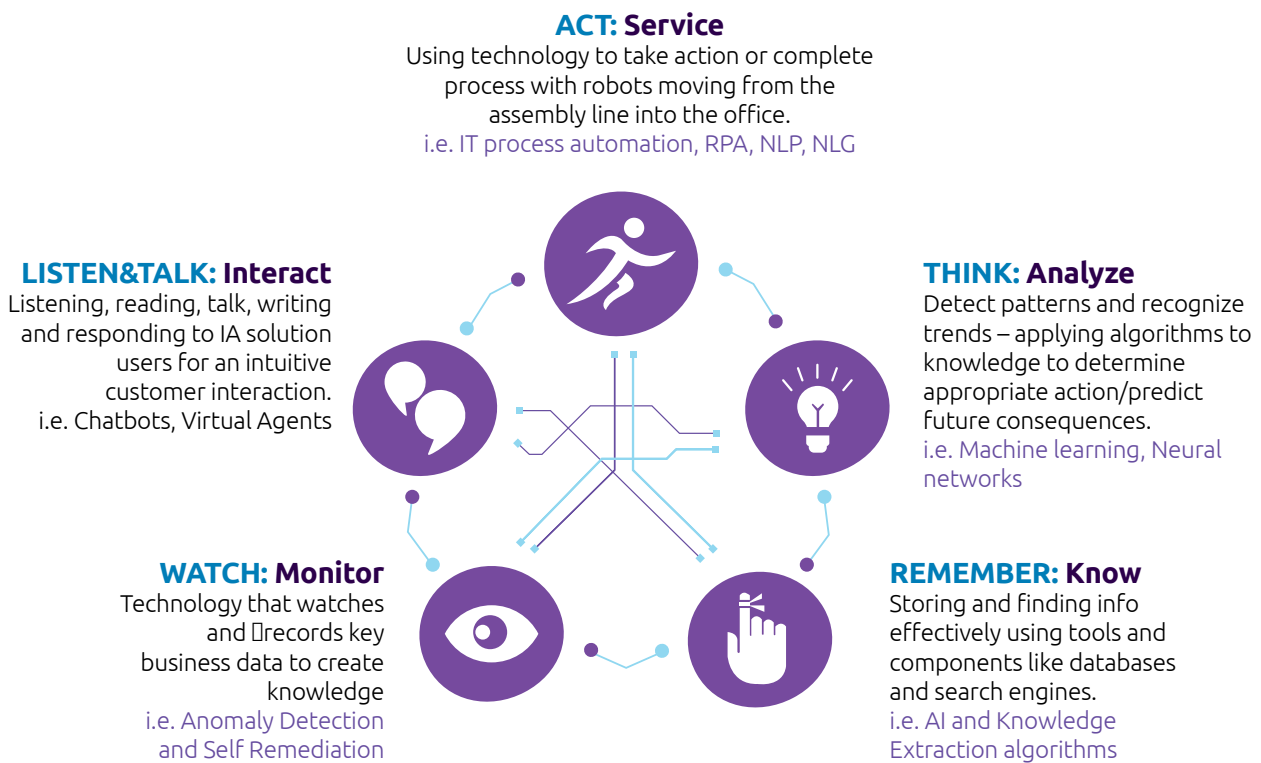 ACT: Service
Using technology to take action or complete
process with robots moving from the
assembly line into the office.
i.e. IT process automation, RPA, NLP, NLG
LISTEN&TALK: Interact
Listening, reading, talk, writing
and responding to IA solution
users for an intuitive
customer interaction.
i.e. Chatbots, Virtual Agents
THINK: Analyze
Detect patterns and recognize
trends – applying algorithms to
knowledge to determine
appropriate action/predict
future consequences.
i.e. Machine learning, Neural
networks
WATCH: Monitor
Technology that watches
and ▯records key
business data to create
knowledge
i.e. Anomaly Detection
and Self Remediation
REMEMBER: Know
Storing and finding info
effectively using tools and
components like databases
and search engines.
i.e. AI and Knowledge
Extraction algorithms